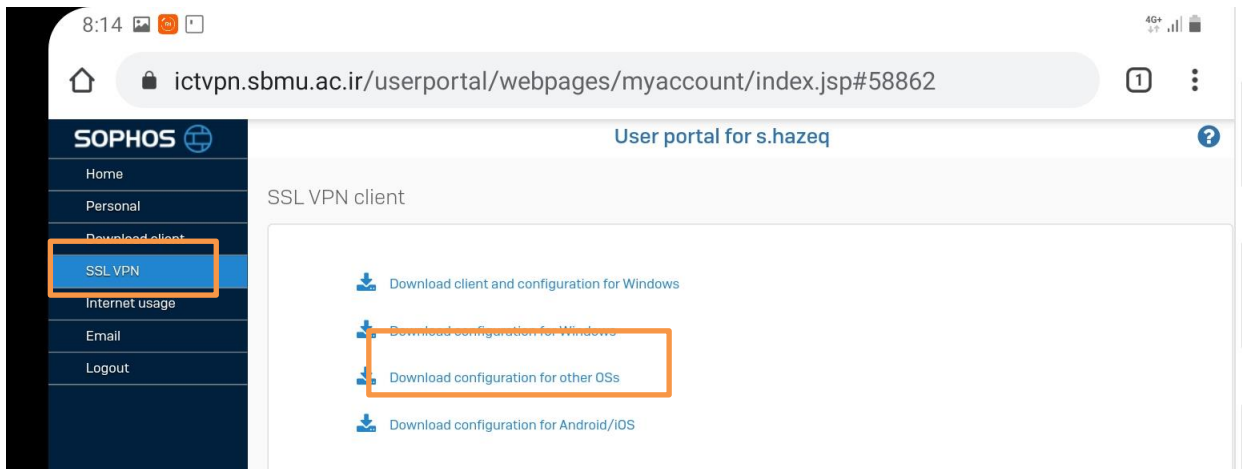 8:14
4G+
ictvpn.sbmu.ac.ir/userportal/webpages/myaccount/index.jsp#58862
1
SOPHOS
User portal for s.hazeq
?
Home
Personal
Download client
SSL VPN
Internet usage
Email
Logout
SSL VPN client
Download client and configuration for Windows
Download configuration for Windows
Download configuration for other OSs
Download configuration for Android/iOS